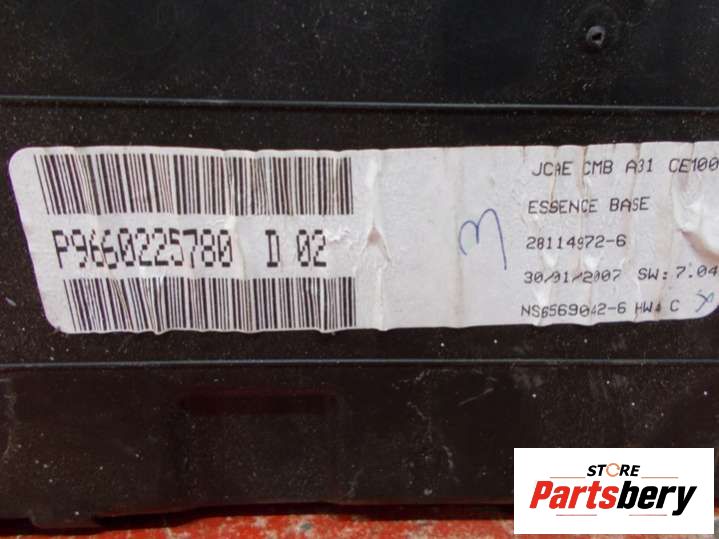 P9660225780 D 02
3
JCAE CMB A31 CE100
ESSENCE BASE
28114972-6
30/01/2007 SW: 7.04
NS6569042-6 HW: C
STORE
Partsbery